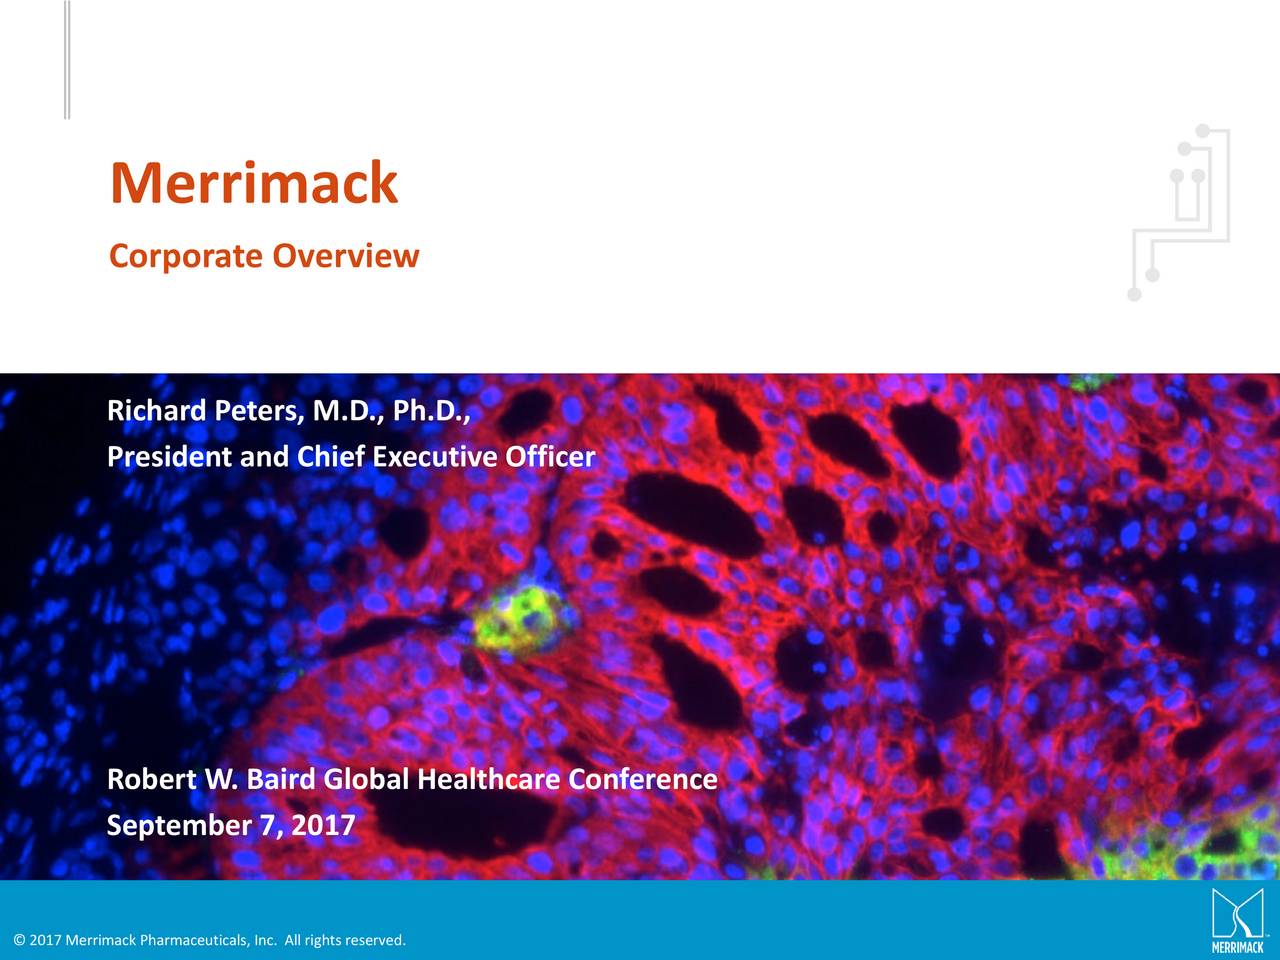 Merrimack
Corporate Overview
Richard Peters, M.D., Ph.D.,
President and Chief Executive Officer
Robert W. Baird Global Healthcare Conference
September 7, 2017
© 2017 Merrimack Pharmaceuticals, Inc. All rights reserved.
MERRIMACK